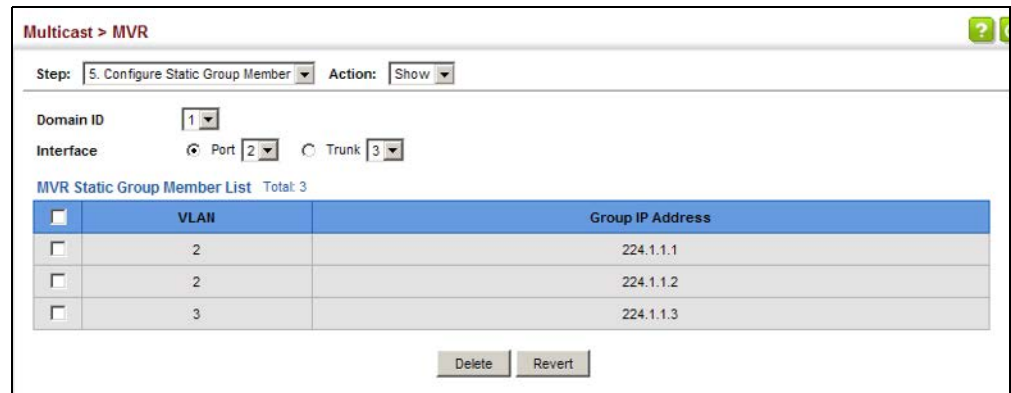 Multicast > MVR
?
Step: 5. Configure Static Group Member Action: Show
Domain ID 1
Interface Port 2 Trunk 3
MVR Static Group Member List Total: 3
VLAN Group IP Address
2 224.1.1.1
2 224.1.1.2
3 224.1.1.3
Delete Revert